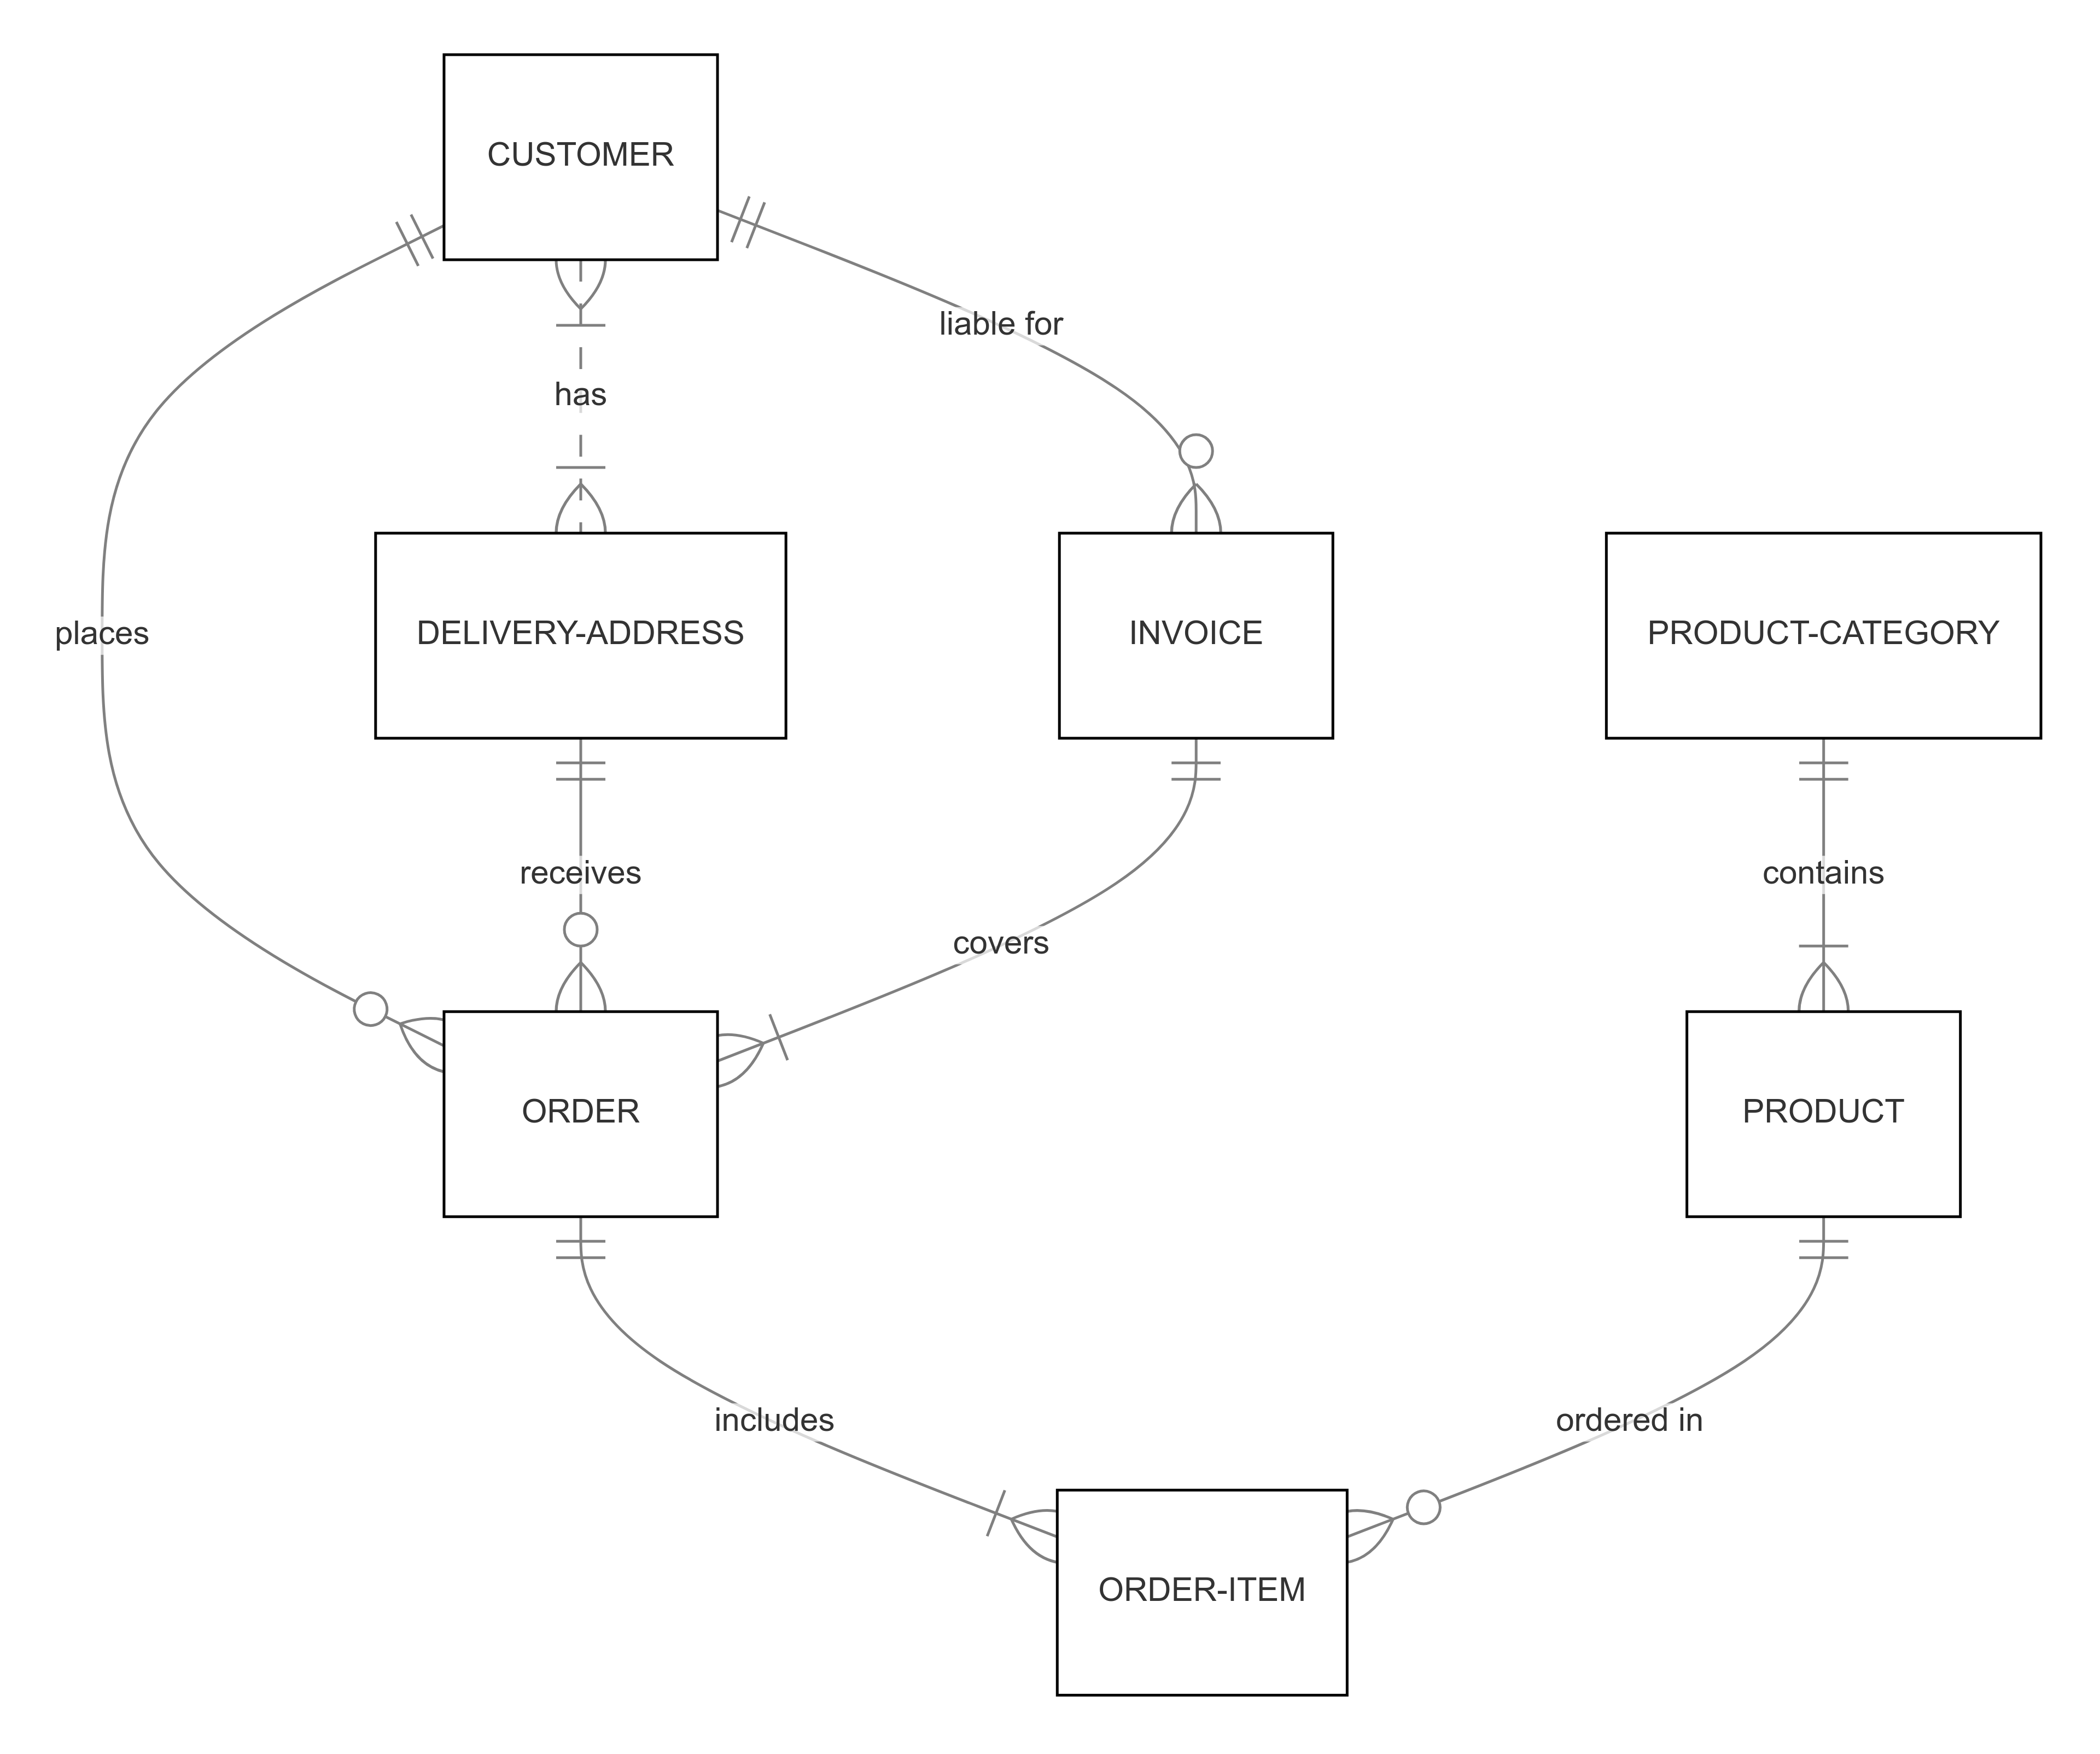 CUSTOMER
liable for
has
places
DELIVERY-ADDRESS
INVOICE
PRODUCT-CATEGORY
receives
contains
covers
ORDER
PRODUCT
includes
ordered in
ORDER-ITEM